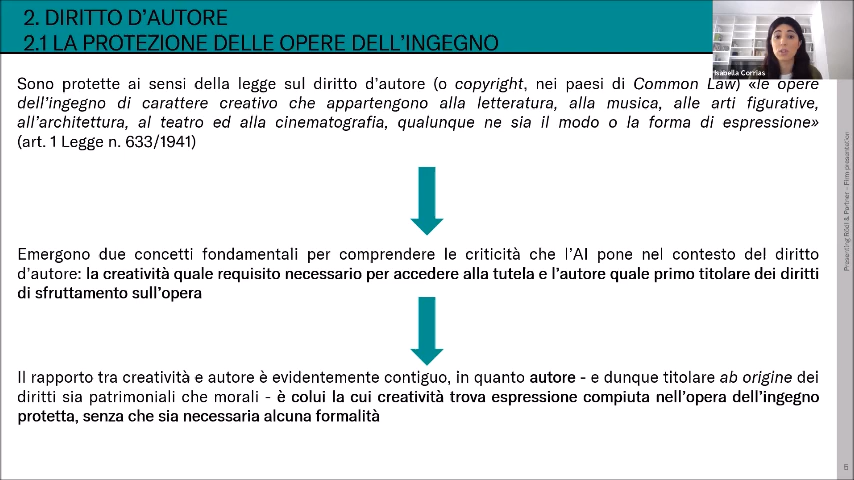 2. DIRITTO D'AUTORE
2.1 LA PROTEZIONE DELLE OPERE DELL'INGEGNO
Isabella Corrias
Sono protette ai sensi della legge sul diritto d'autore (o copyright, nei paesi di Common Law) «le opere
dell'ingegno di carattere creativo che appartengono alla letteratura, alla musica, alle arti figurative,
all'architettura, al teatro ed alla cinematografia, qualunque ne sia il modo o la forma di espressione»
(art. 1 Legge n. 633/1941)
Emergono due concetti fondamentali per comprendere le criticità che l'AI pone nel contesto del diritto
d'autore: la creatività quale requisito necessario per accedere alla tutela e l'autore quale primo titolare dei diritti
di sfruttamento sull'opera
Il rapporto tra creatività e autore è evidentemente contiguo, in quanto autore - e dunque titolare ab origine dei
diritti sia patrimoniali che morali - è colui la cui creatività trova espressione compiuta nell'opera dell'ingegno
protetta, senza che sia necessaria alcuna formalità
Presenting Rödl & Partner – Film presentation